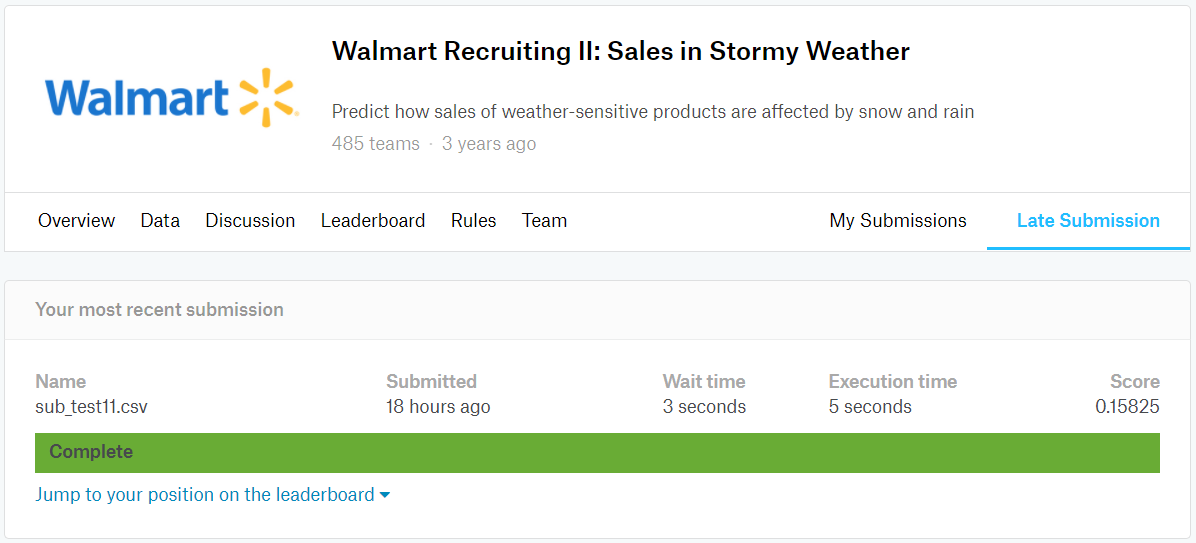 Walmart
Walmart Recruiting II: Sales in Stormy Weather
Predict how sales of weather-sensitive products are affected by snow and rain
485 teams · 3 years ago
Overview Data Discussion Leaderboard Rules Team My Submissions Late Submission
Your most recent submission
Name Submitted Wait time Execution time Score
sub_test11.csv 18 hours ago 3 seconds 5 seconds 0.15825
Complete
Jump to your position on the leaderboard